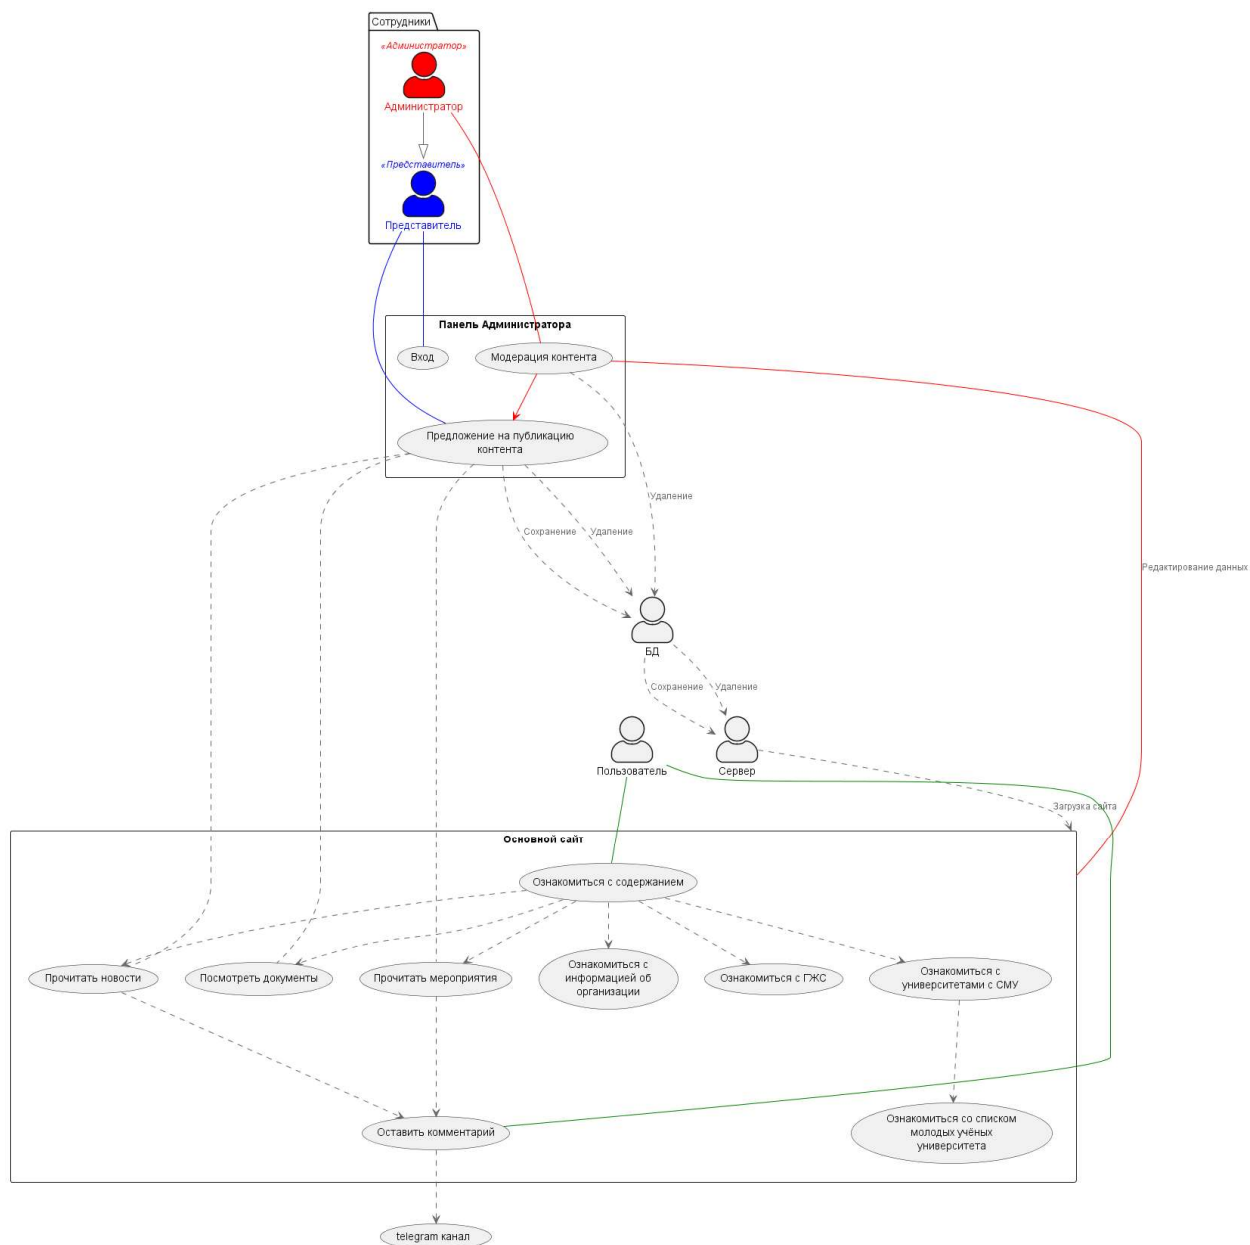 Сотрудники
«Администратор»
Администратор
«Представитель»
Представитель
Панель Администратора
Вход
Модерация контента
Предложение на публикацию
контента
Удаление
Сохранение
Удаление
Редактирование данных
БД
Сохранение
Удаление
Пользователь
Сервер
Загрузка сайта
Основной сайт
Ознакомиться с содержанием
Прочитать новости
Посмотреть документы
Прочитать мероприятия
Ознакомиться с
информацией об
организации
Ознакомиться с ГЖС
Ознакомиться с
университетами с СМУ
Оставить комментарий
Ознакомиться со списком
молодых учёных
университета
telegram канал